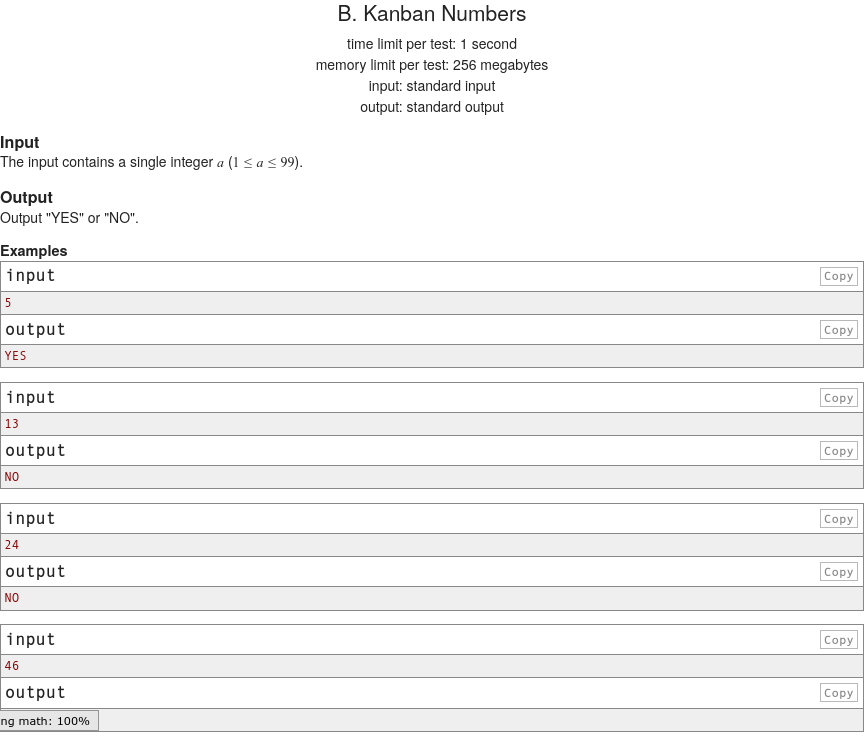 B. Kanban Numbers
time limit per test: 1 second
memory limit per test: 256 megabytes
input: standard input
output: standard output
Input
The input contains a single integer a (1 ≤ a ≤ 99).
Output
Output "YES" or "NO".
Examples
input Copy
5
output Copy
YES
input Copy
13
output Copy
NO
input Copy
24
output Copy
NO
input Copy
46
output Copy
ng math: 100%